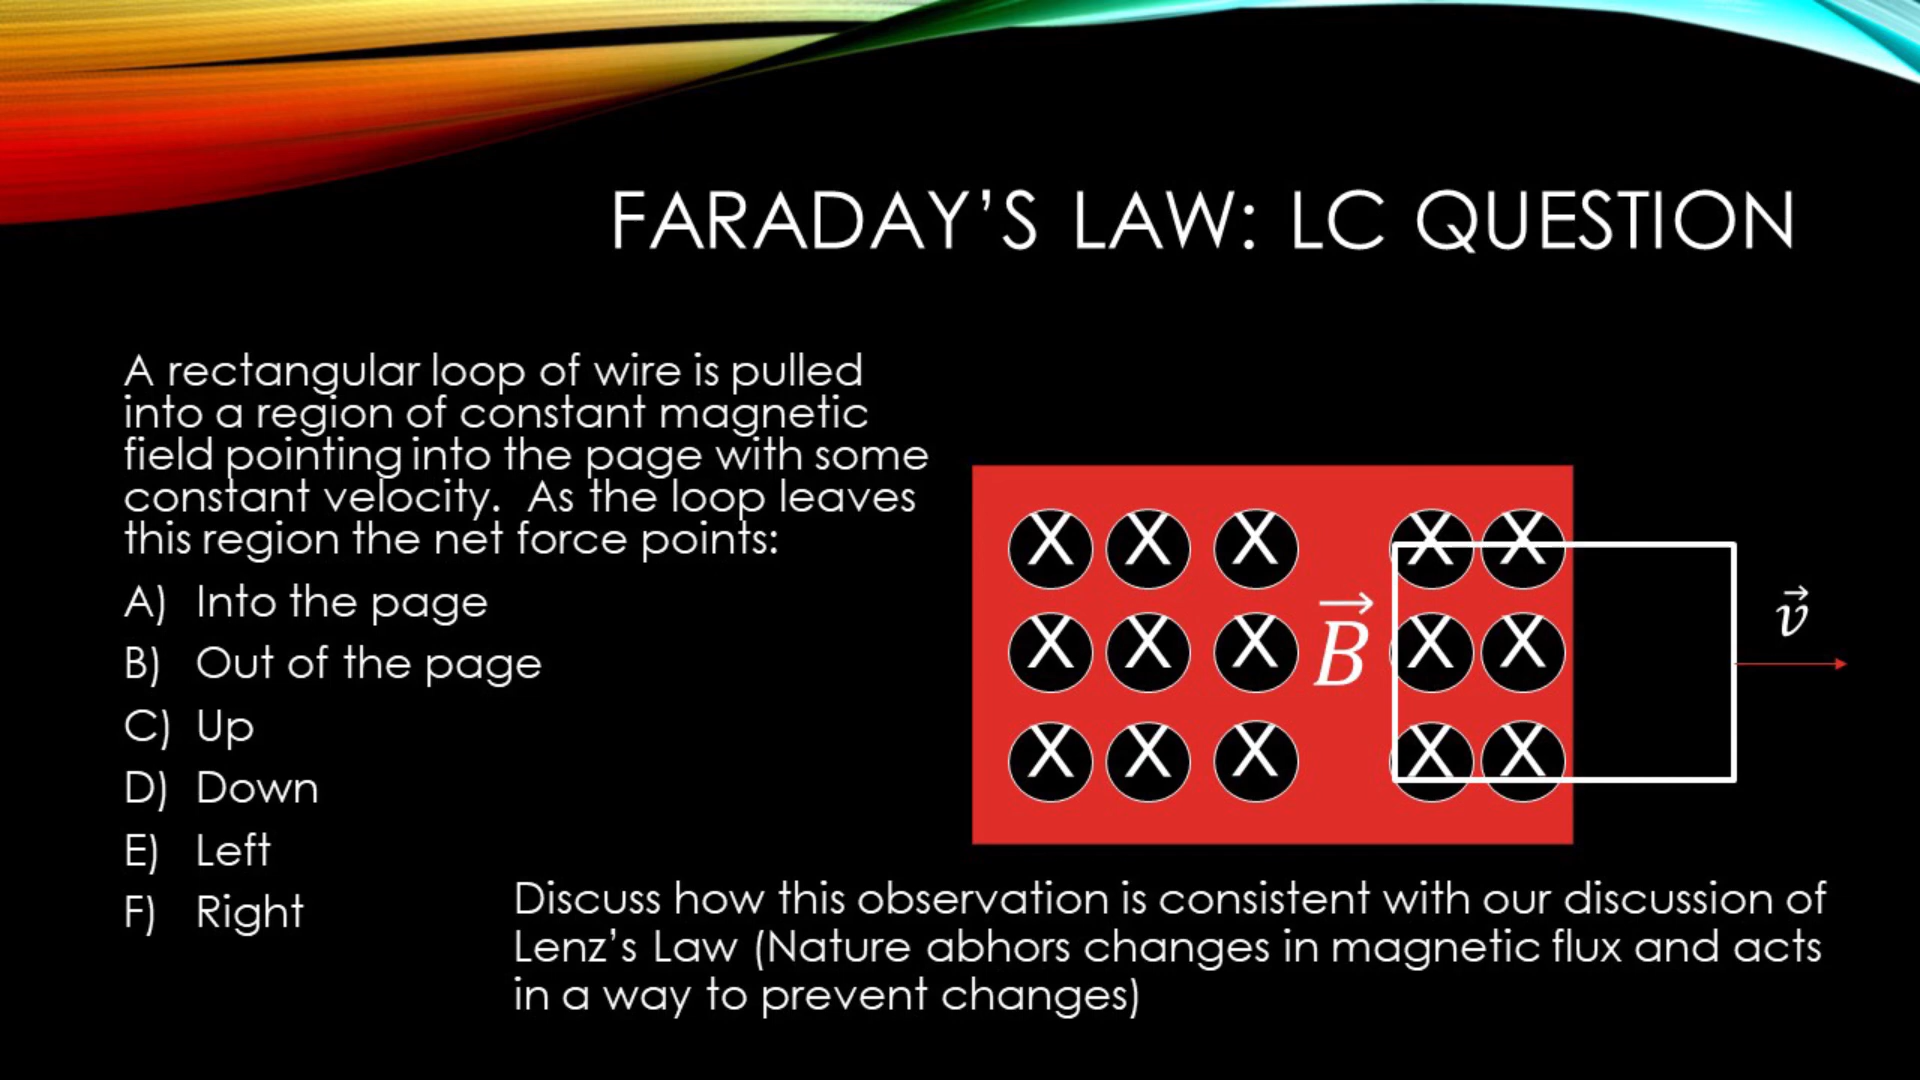 FARADAY’S LAW: LC QUESTION
A rectangular loop of wire is pulled
into a region of constant magnetic
field pointing into the page with some
constant velocity.  As the loop leaves
this region the net force points:
A) Into the page
B) Out of the page
C) Up
D) Down
E) Left
F) Right
X X X X X
X X X X X
X X X X X
B⃗
v⃗
Discuss how this observation is consistent with our discussion of
Lenz’s Law (Nature abhors changes in magnetic flux and acts
in a way to prevent changes)